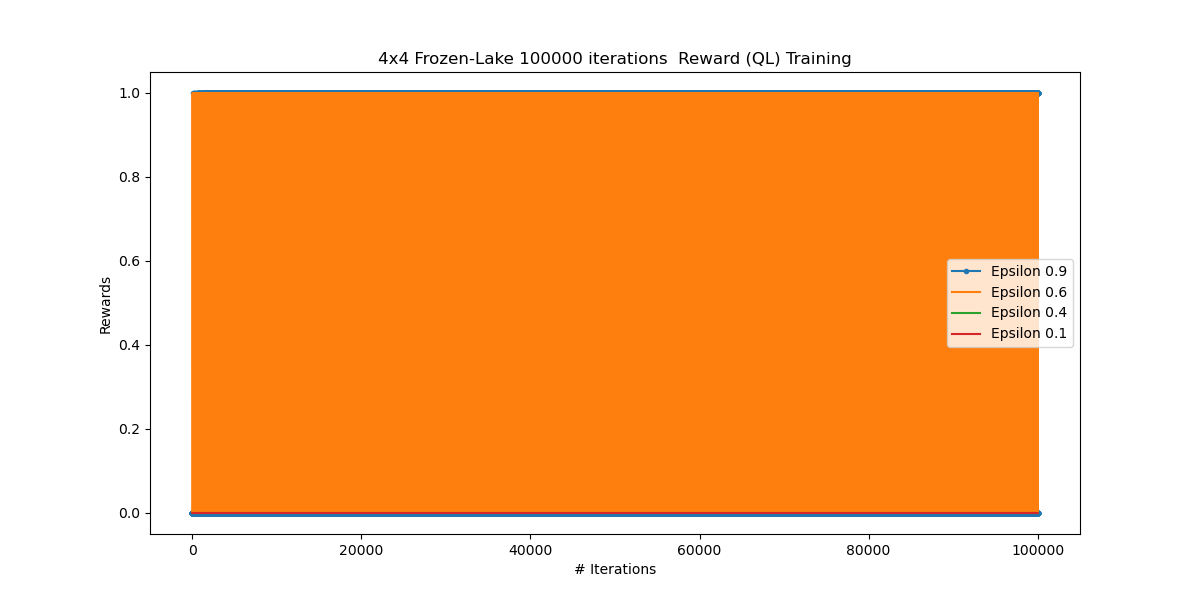 4x4 Frozen-Lake 100000 iterations  Reward (QL) Training
1.0
0.8
0.6
0.4
0.2
0.0
Rewards
Epsilon 0.9
Epsilon 0.6
Epsilon 0.4
Epsilon 0.1
0 20000 40000 60000 80000 100000
# Iterations